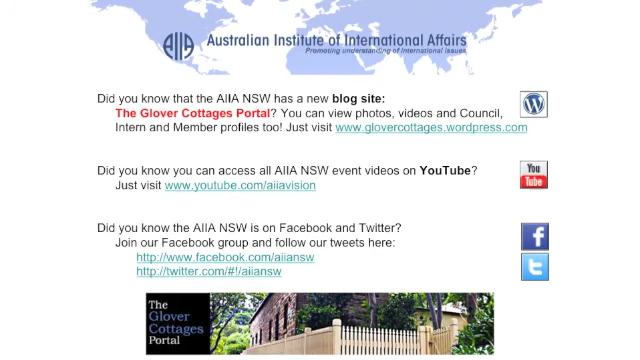 AIIA
Australian Institute of International Affairs
Promoting understanding of international issues
Did you know that the AIIA NSW has a new blog site:
The Glover Cottages Portal? You can view photos, videos and Council,
Intern and Member profiles too! Just visit www.glovercottages.wordpress.com
W
Did you know you can access all AIIA NSW event videos on YouTube?
Just visit www.youtube.com/aiiavision
You
Tube
Did you know the AIIA NSW is on Facebook and Twitter?
Join our Facebook group and follow our tweets here:
http://www.facebook.com/aiiansw
http://twitter.com/#!/aiiansw
f
t
The
Glover
Cottages
Portal